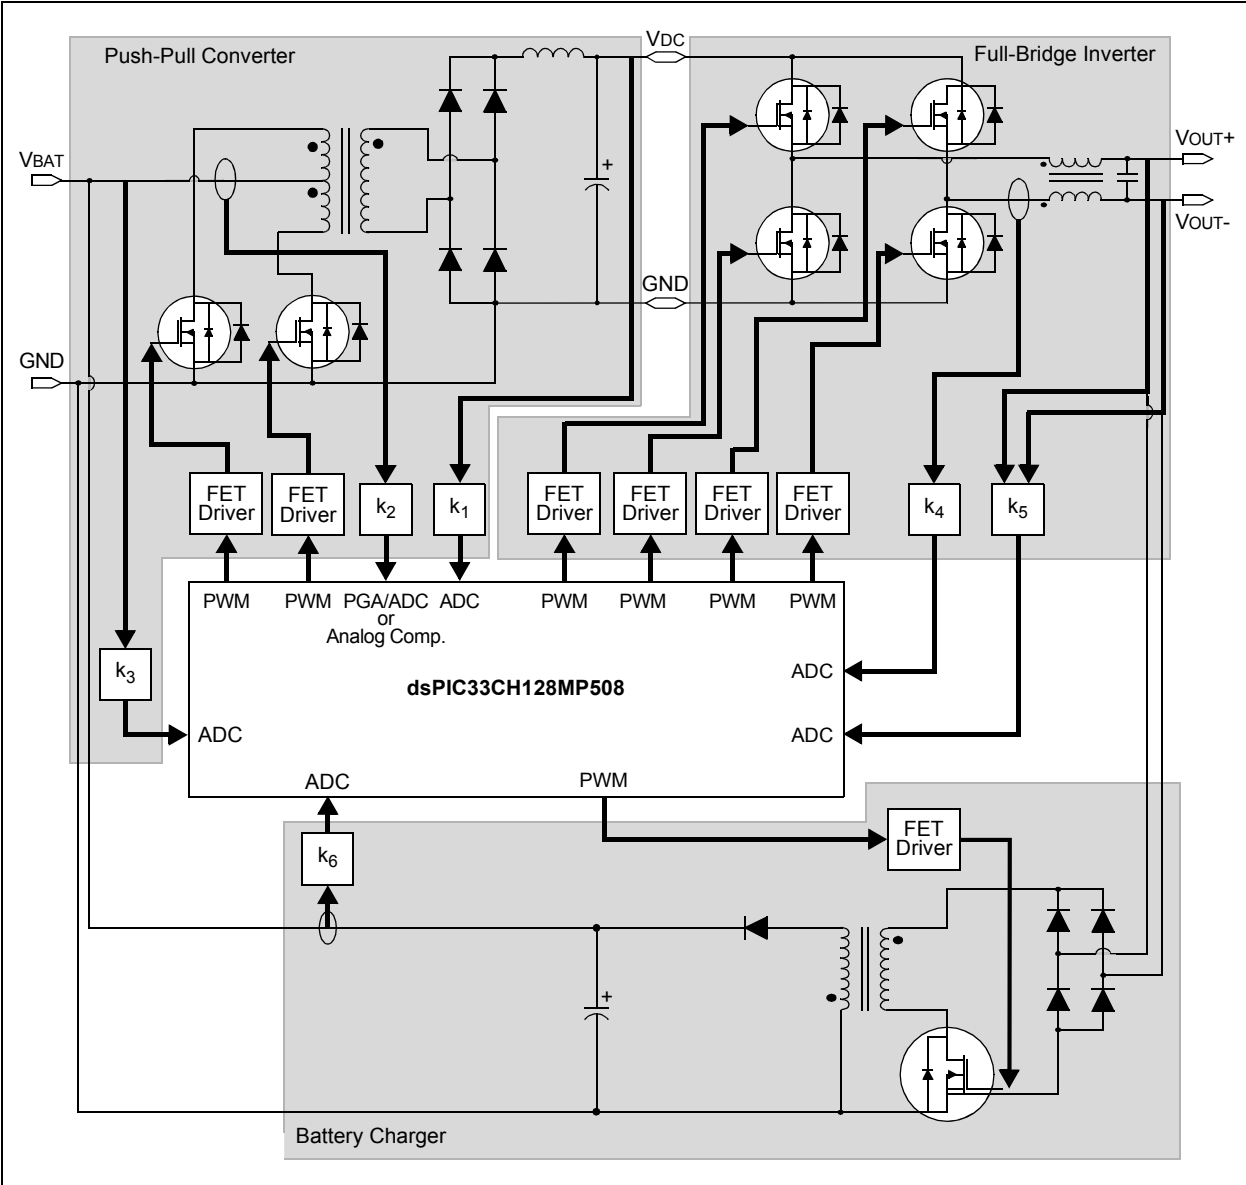 Push-Pull Converter
VDC
Full-Bridge Inverter
VOUT+
VBAT
+
VOUT-
GND
GND
FET
Driver
FET
Driver
k2
k1
FET
Driver
FET
Driver
FET
Driver
FET
Driver
k4
k5
PWM
PWM
PGA/ADC
or
Analog Comp.
ADC
PWM
PWM
PWM
PWM
k3
ADC
dsPIC33CH128MP508
ADC
ADC
ADC
PWM
FET
Driver
k6
+
Battery Charger